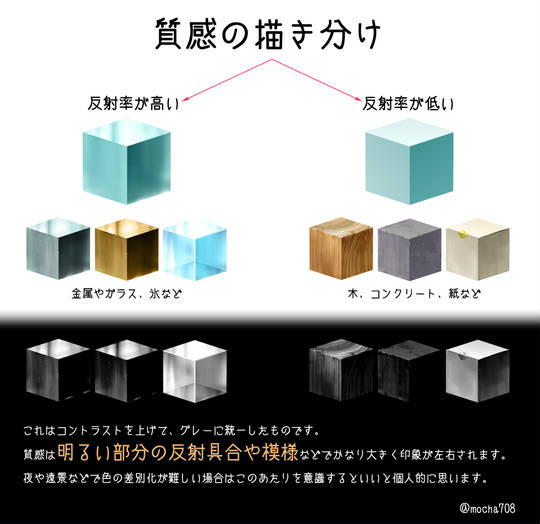 質感の描き分け
反射率が高い
反射率が低い
金属やガラス、氷など
木、コンクリート、紙など
これはコントラストを上げて、グレーに統一したものです。
質感は明るい部分の反射具合や模様などでかなり大きく印象が左右されます。
夜や遠景などで色の差別化が難しい場合はこのあたりを意識するといいと個人的に思います。
@mocha708